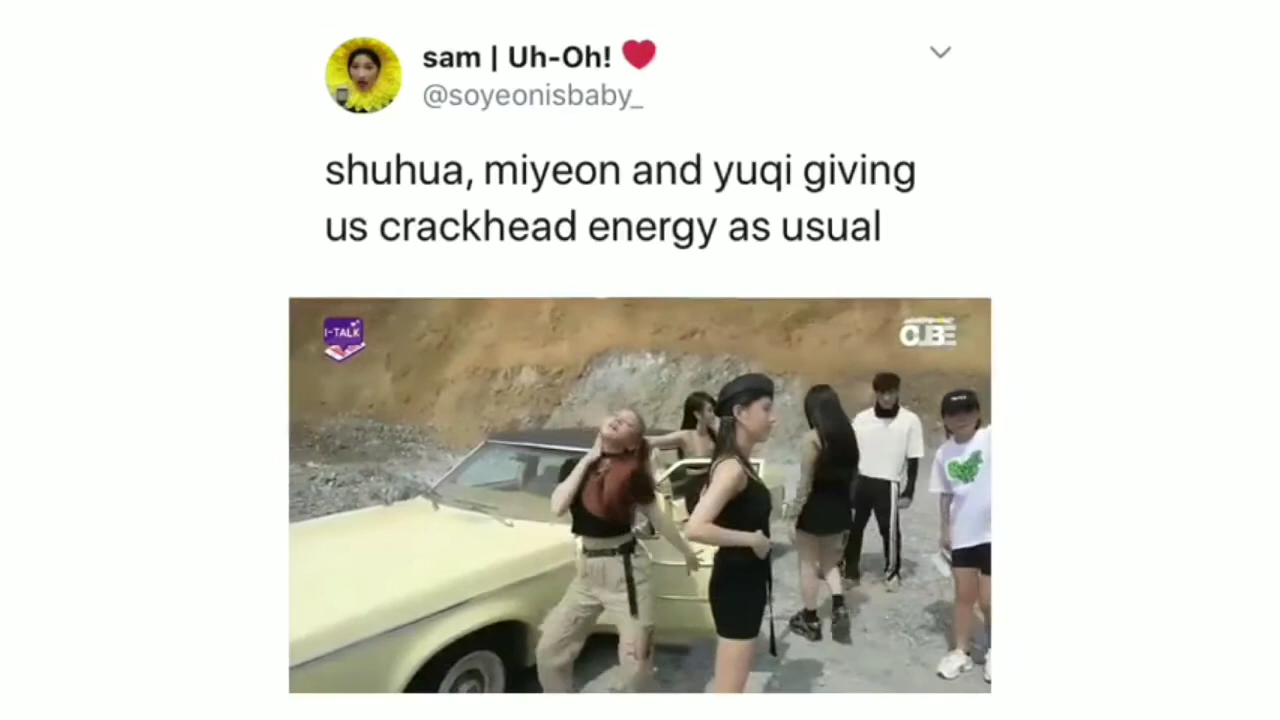 sam | Uh-Oh! ❤️
@soyeonisbaby_
shuhua, miyeon and yuqi giving
us crackhead energy as usual
I-TALK
CUBE